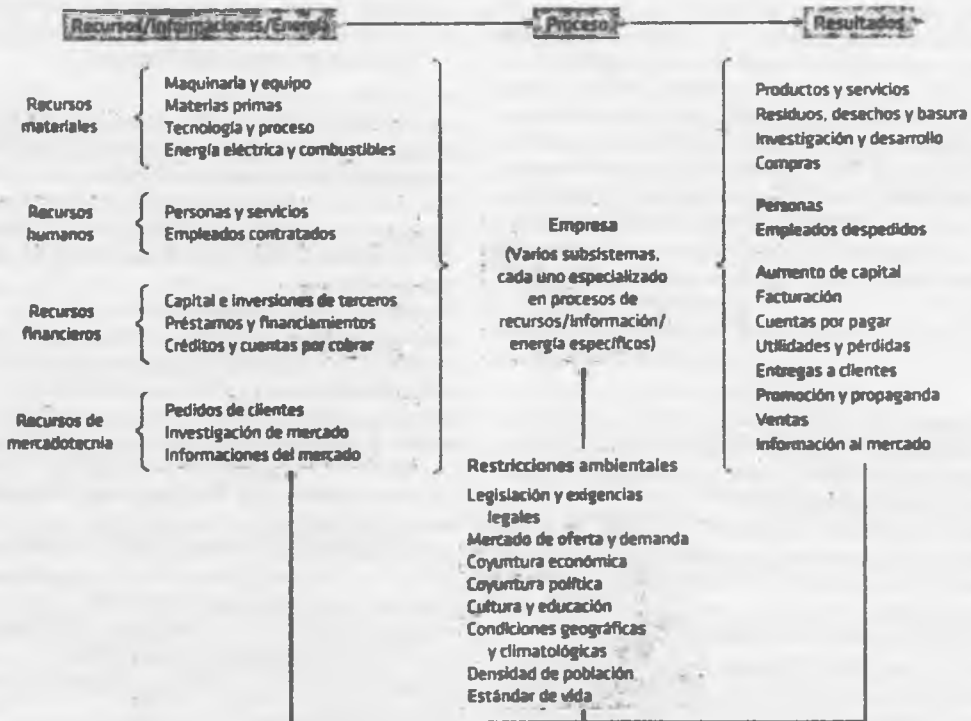 Recursos/Informaciones/Energía
Proceso
Resultados
Recursos
materiales
Maquinaria y equipo
Materias primas
Tecnología y proceso
Energía eléctrica y combustibles
Recursos
humanos
Personas y servicios
Empleados contratados
Recursos
financieros
Capital e inversiones de terceros
Préstamos y financiamientos
Créditos y cuentas por cobrar
Recursos de
mercadotecnia
Pedidos de clientes
Investigación de mercado
Informaciones del mercado
Empresa
(Varios subsistemas,
cada uno especializado
en procesos de
recursos/información/
energía específicos)
Restricciones ambientales
Legislación y exigencias
legales
Mercado de oferta y demanda
Coyuntura económica
Coyuntura política
Cultura y educación
Condiciones geográficas
y climatológicas
Densidad de población
Estándar de vida
Productos y servicios
Residuos, desechos y basura
Investigación y desarrollo
Compras
Personas
Empleados despedidos
Aumento de capital
Facturación
Cuentas por pagar
Utilidades y pérdidas
Entregas a clientes
Promoción y propaganda
Ventas
Información al mercado